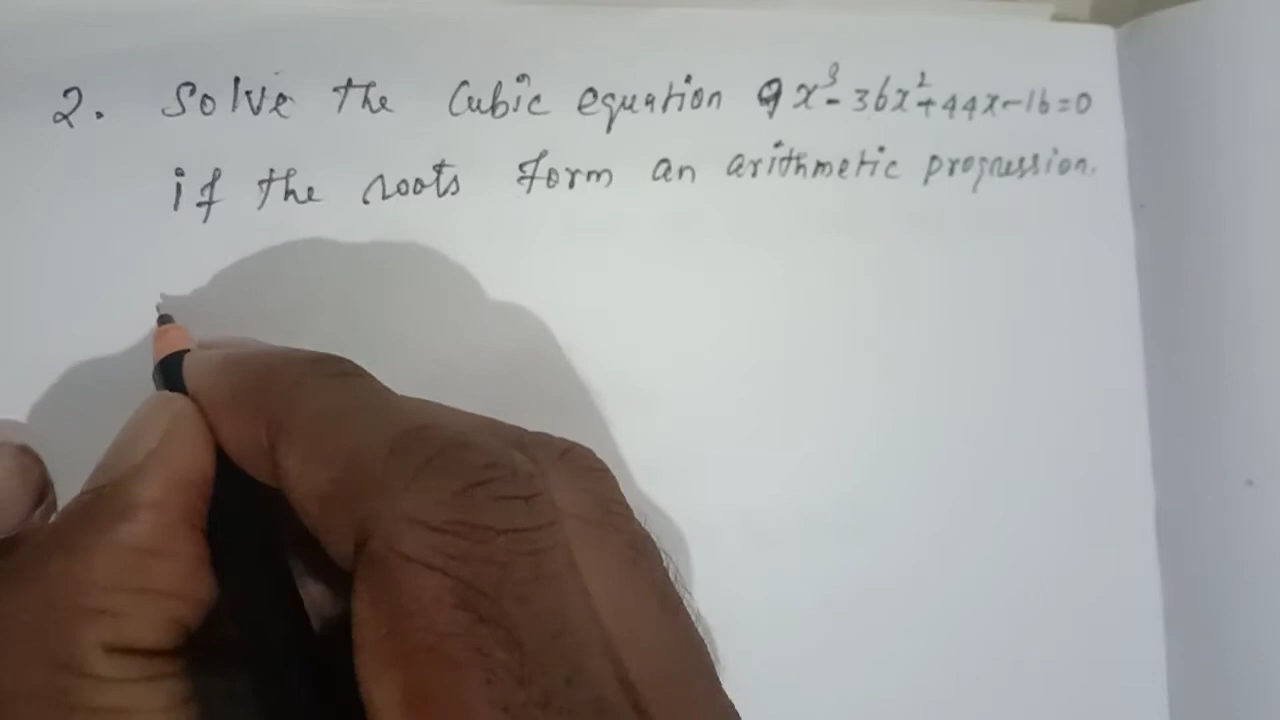 2. Solve the Cubic equation 9x³-36x²+44x-16=0
if the roots form an arithmetic progression.